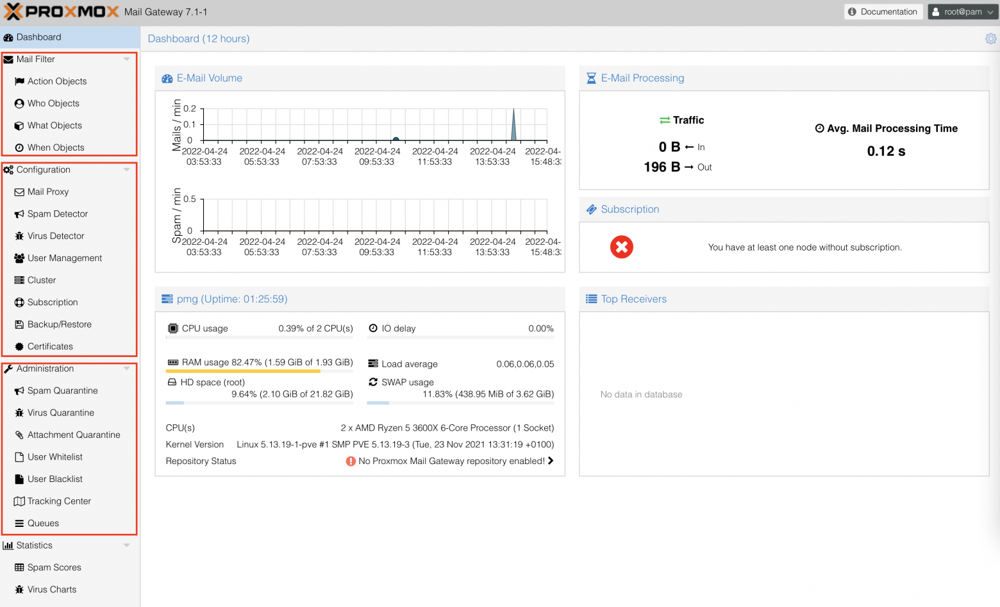 PROXMOX Mail Gateway 7.1-1
Documentation
root@pam
Dashboard
Mail Filter
Action Objects
Who Objects
What Objects
When Objects
Configuration
Mail Proxy
Spam Detector
Virus Detector
User Management
Cluster
Subscription
Backup/Restore
Certificates
Administration
Spam Quarantine
Virus Quarantine
Attachment Quarantine
User Whitelist
User Blacklist
Tracking Center
Queues
Statistics
Spam Scores
Virus Charts
Dashboard (12 hours)
E-Mail Volume
Mails / min
0.2
0.1
0
2022-04-24 2022-04-24 2022-04-24 2022-04-24 2022-04-24 2022-04-24 2022-04-
03:53:33 05:53:33 07:53:33 09:53:33 11:53:33 13:53:33 15:48:3
Spam / min
0.5
0
2022-04-24 2022-04-24 2022-04-24 2022-04-24 2022-04-24 2022-04-24 2022-04-
03:53:33 05:53:33 07:53:33 09:53:33 11:53:33 13:53:33 15:48:3
E-Mail Processing
Traffic
0 B In
196 B Out
Avg. Mail Processing Time
0.12 s
Subscription
You have at least one node without subscription.
pmg (Uptime: 01:25:59)
CPU usage 0.39% of 2 CPU(s)
IO delay 0.00%
RAM usage 82.47% (1.59 GiB of 1.93 GiB)
Load average 0.06,0.06,0.05
HD space (root)
9.64% (2.10 GiB of 21.82 GiB)
SWAP usage
11.83% (438.95 MiB of 3.62 GiB)
CPU(s) 2 x AMD Ryzen 5 3600X 6-Core Processor (1 Socket)
Kernel Version Linux 5.13.19-1-pve #1 SMP PVE 5.13.19-3 (Tue, 23 Nov 2021 13:31:19 +0100)
Repository Status No Proxmox Mail Gateway repository enabled!
Top Receivers
No data in database